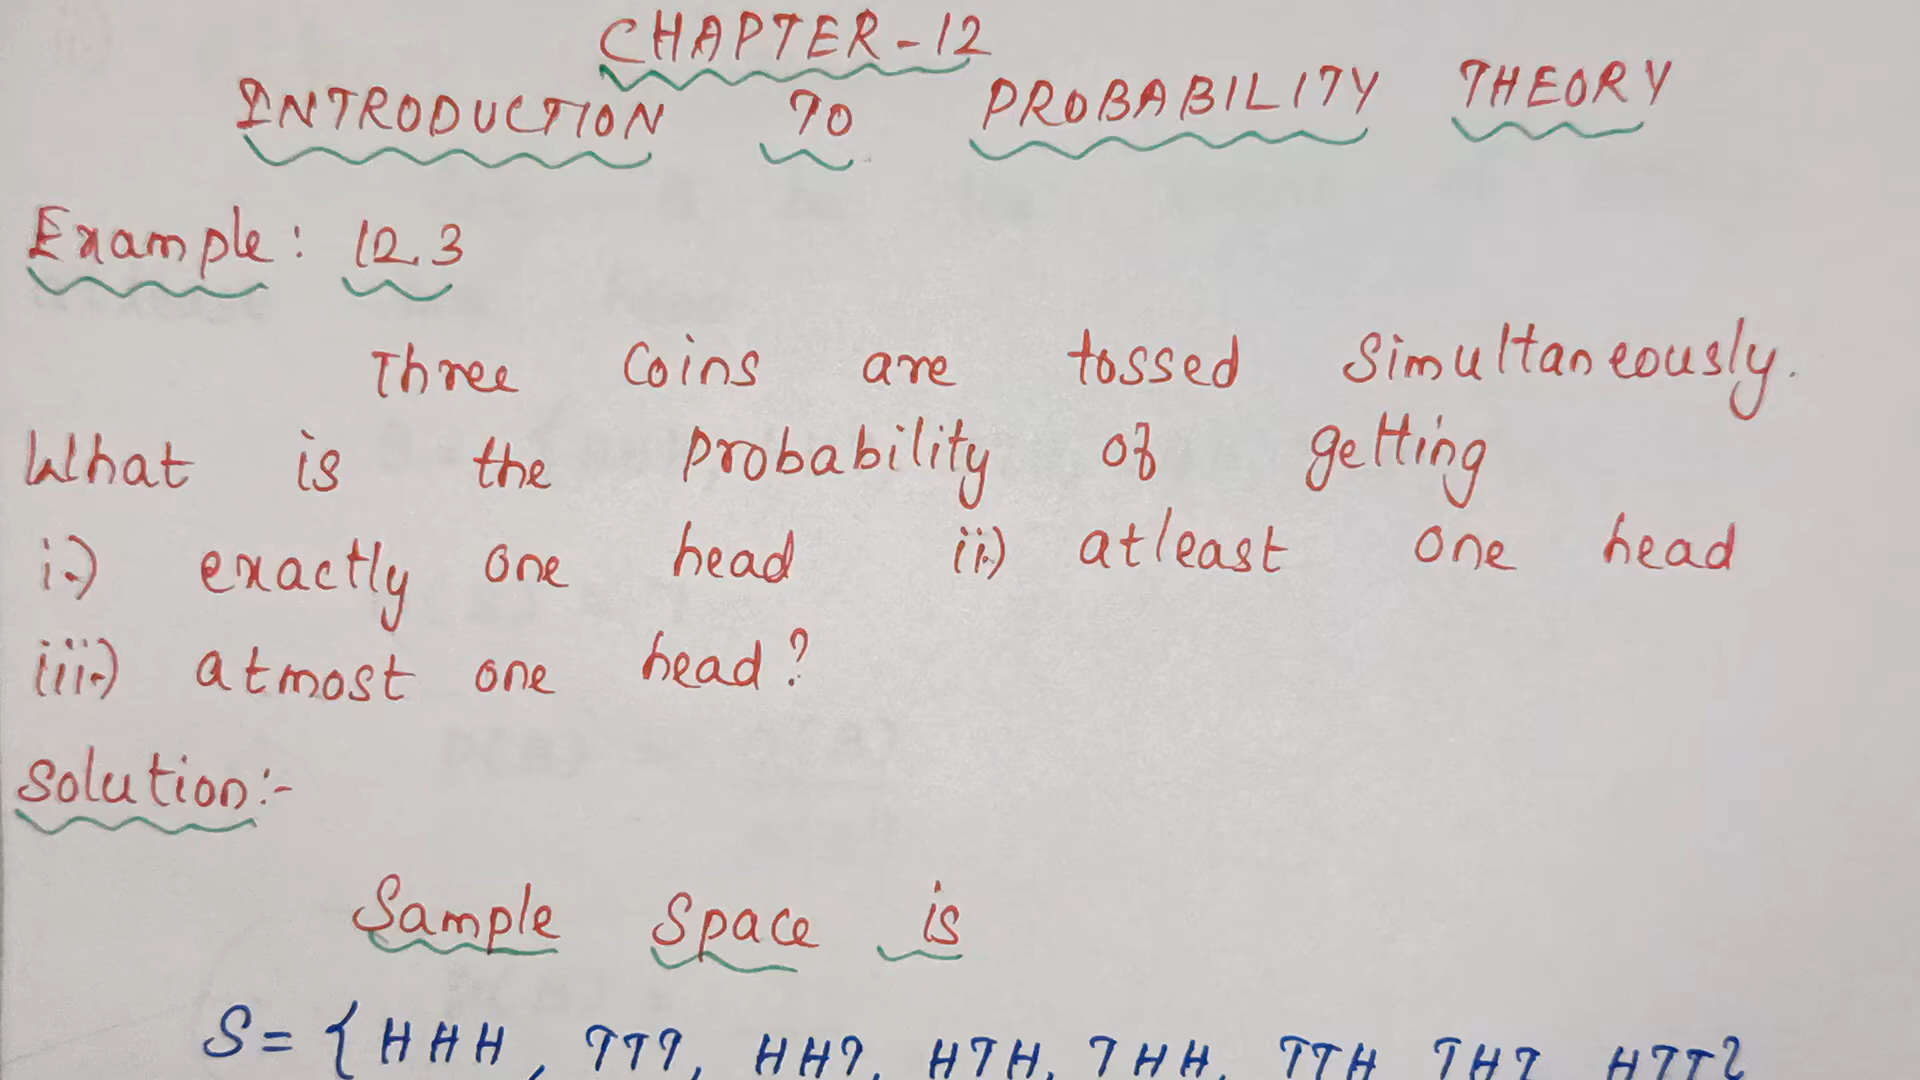 CHAPTER-12
INTRODUCTION TO PROBABILITY THEORY
Example: 12.3
Three coins are tossed simultaneously.
What is the probability of getting
i.) exactly one head ii.) atleast one head
iii.) atmost one head?
Solution:-
Sample Space is
S = { HHH, TTT, HHT, HTH, THH, TTH, THT, HTT}